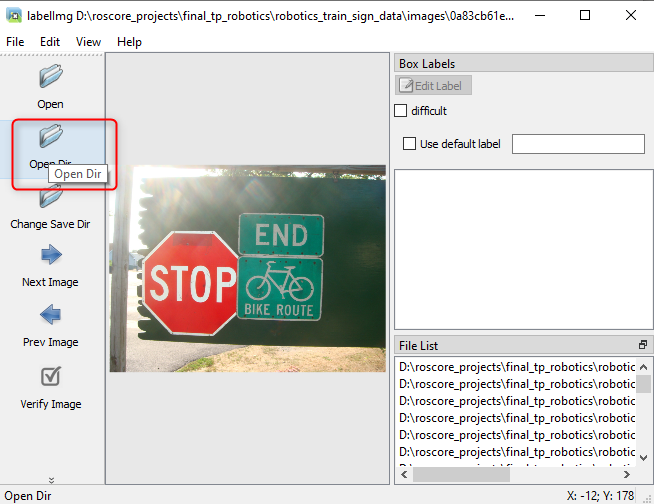 labelImg D:\roscore_projects\final_tp_robotics\robotics_train_sign_data\images\0a83cb61e...
File Edit View Help
Open
Open Dir
Open Dir
Change Save Dir
Next Image
Prev Image
Verify Image
END
STOP
BIKE ROUTE
Box Labels
Edit Label
difficult
Use default label
File List
D:\roscore_projects\final_tp_robotics\robotic
D:\roscore_projects\final_tp_robotics\robotic
D:\roscore_projects\final_tp_robotics\robotic
D:\roscore_projects\final_tp_robotics\robotic
D:\roscore_projects\final_tp_robotics\robotic
D:\roscore_projects\final_tp_robotics\robotic
Open Dir
X: -12; Y: 178